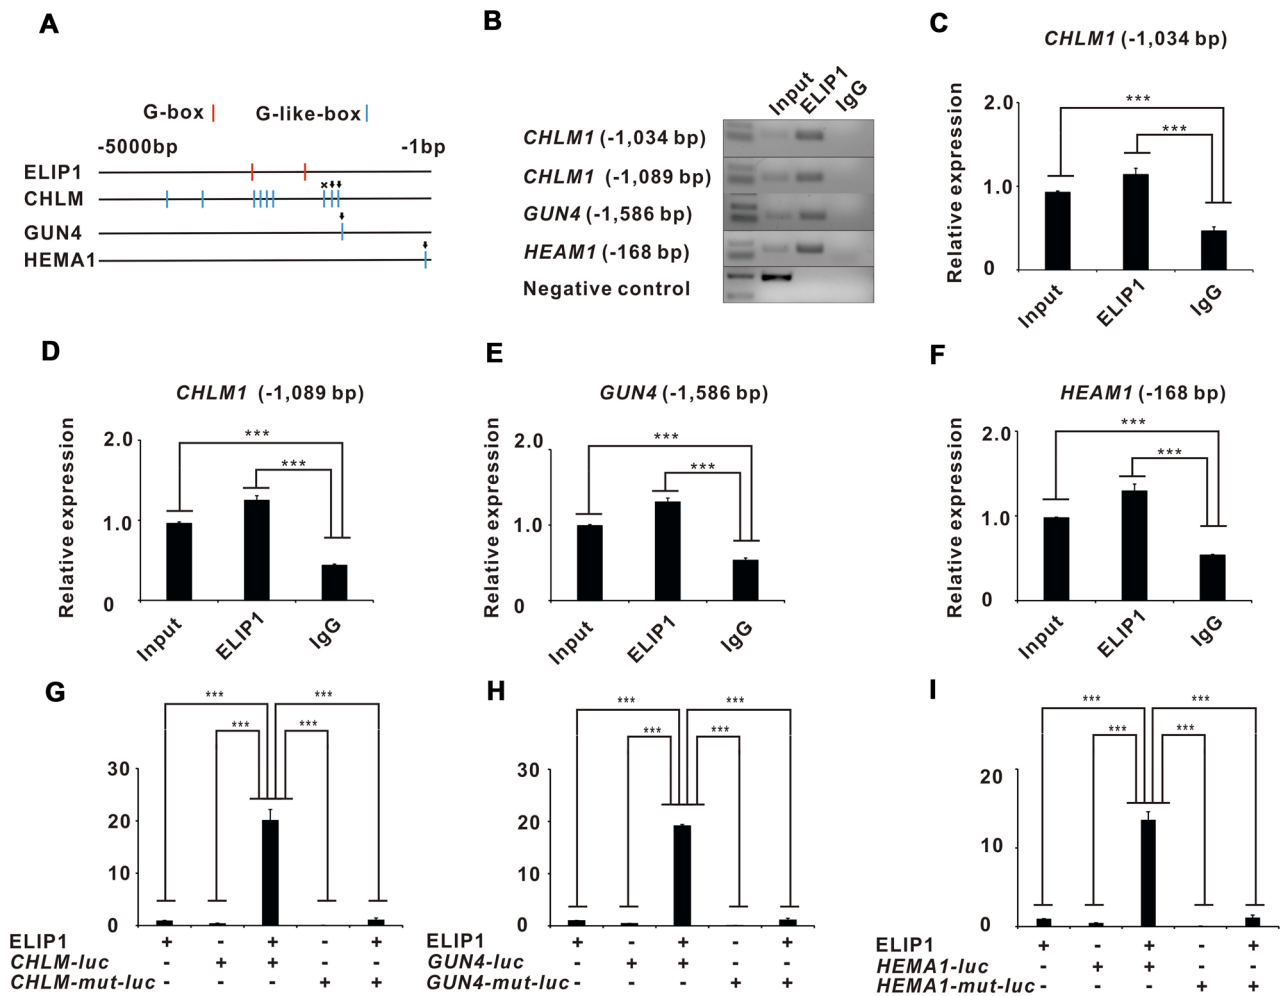 A
G-box
G-like-box
-5000bp
-1bp
ELIP1
CHLM
GUN4
HEMA1
B
Input
ELIP1
IgG
CHLM1 (-1,034 bp)
CHLM1 (-1,089 bp)
GUN4 (-1,586 bp)
HEAM1 (-168 bp)
Negative control
C
CHLM1 (-1,034 bp)
Relative expression
2.0
1.0
0
***
***
Input
ELIP1
IgG
D
CHLM1 (-1,089 bp)
Relative expression
2.0
1.0
0
***
***
Input
ELIP1
IgG
E
GUN4 (-1,586 bp)
Relative expression
2.0
1.0
0
***
***
Input
ELIP1
IgG
F
HEAM1 (-168 bp)
Relative expression
2.0
1.0
0
***
***
Input
ELIP1
IgG
G
*** ***
*** ***
30
20
10
0
ELIP1 + - + - +
CHLM-luc - + + - -
CHLM-mut-luc - - - + +
H
*** ***
*** ***
30
20
10
0
ELIP1 + - + - +
GUN4-luc - + + - -
GUN4-mut-luc - - - + +
I
*** ***
*** ***
20
10
0
ELIP1 + - + - +
HEMA1-luc - + + - -
HEMA1-mut-luc - - - + +